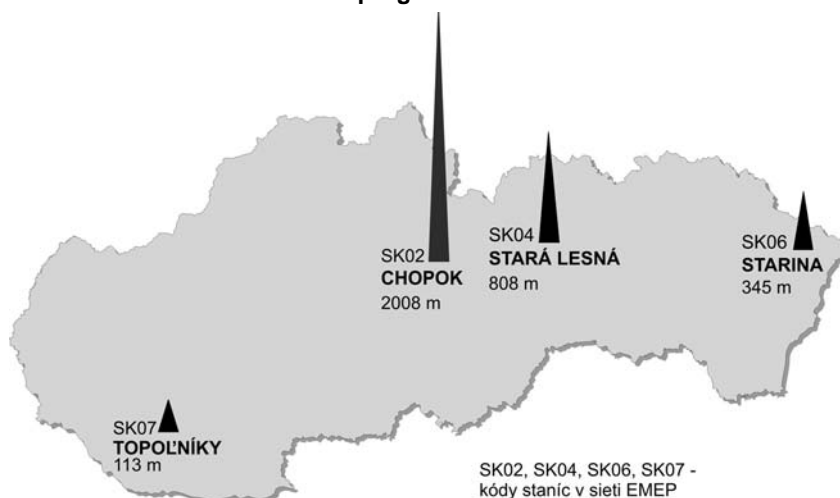 SK02
CHOPOK
2008 m
SK04
STARÁ LESNÁ
808 m
SK06
STARINA
345 m
SK07
TOPOĽNÍKY
113 m
SK02, SK04, SK06, SK07 -
kódy staníc v sieti EMEP